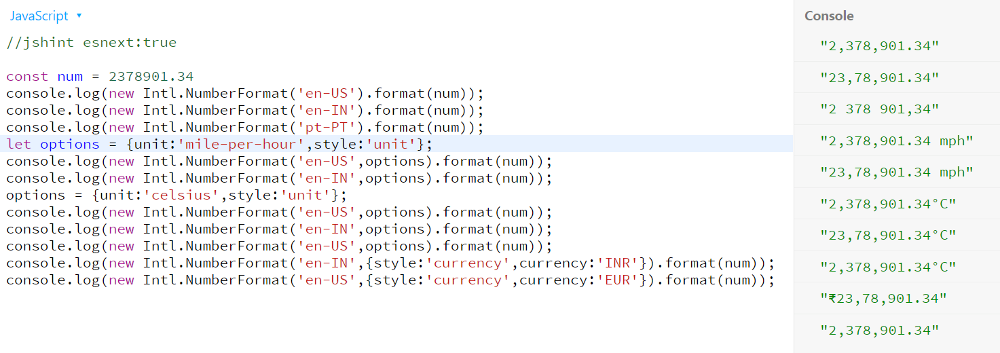 JavaScript
//jshint esnext:true
const num = 2378901.34
console.log(new Intl.NumberFormat('en-US').format(num));
console.log(new Intl.NumberFormat('en-IN').format(num));
console.log(new Intl.NumberFormat('pt-PT').format(num));
let options = {unit:'mile-per-hour',style:'unit'};
console.log(new Intl.NumberFormat('en-US',options).format(num));
console.log(new Intl.NumberFormat('en-IN',options).format(num));
options = {unit:'celsius',style:'unit'};
console.log(new Intl.NumberFormat('en-US',options).format(num));
console.log(new Intl.NumberFormat('en-IN',options).format(num));
console.log(new Intl.NumberFormat('en-US',options).format(num));
console.log(new Intl.NumberFormat('en-IN',{style:'currency',currency:'INR'}).format(num));
console.log(new Intl.NumberFormat('en-US',{style:'currency',currency:'EUR'}).format(num));
Console
"2,378,901.34"
"23,78,901.34"
"2 378 901,34"
"2,378,901.34 mph"
"23,78,901.34 mph"
"2,378,901.34°C"
"23,78,901.34°C"
"2,378,901.34°C"
"₹23,78,901.34"
"2,378,901.34"